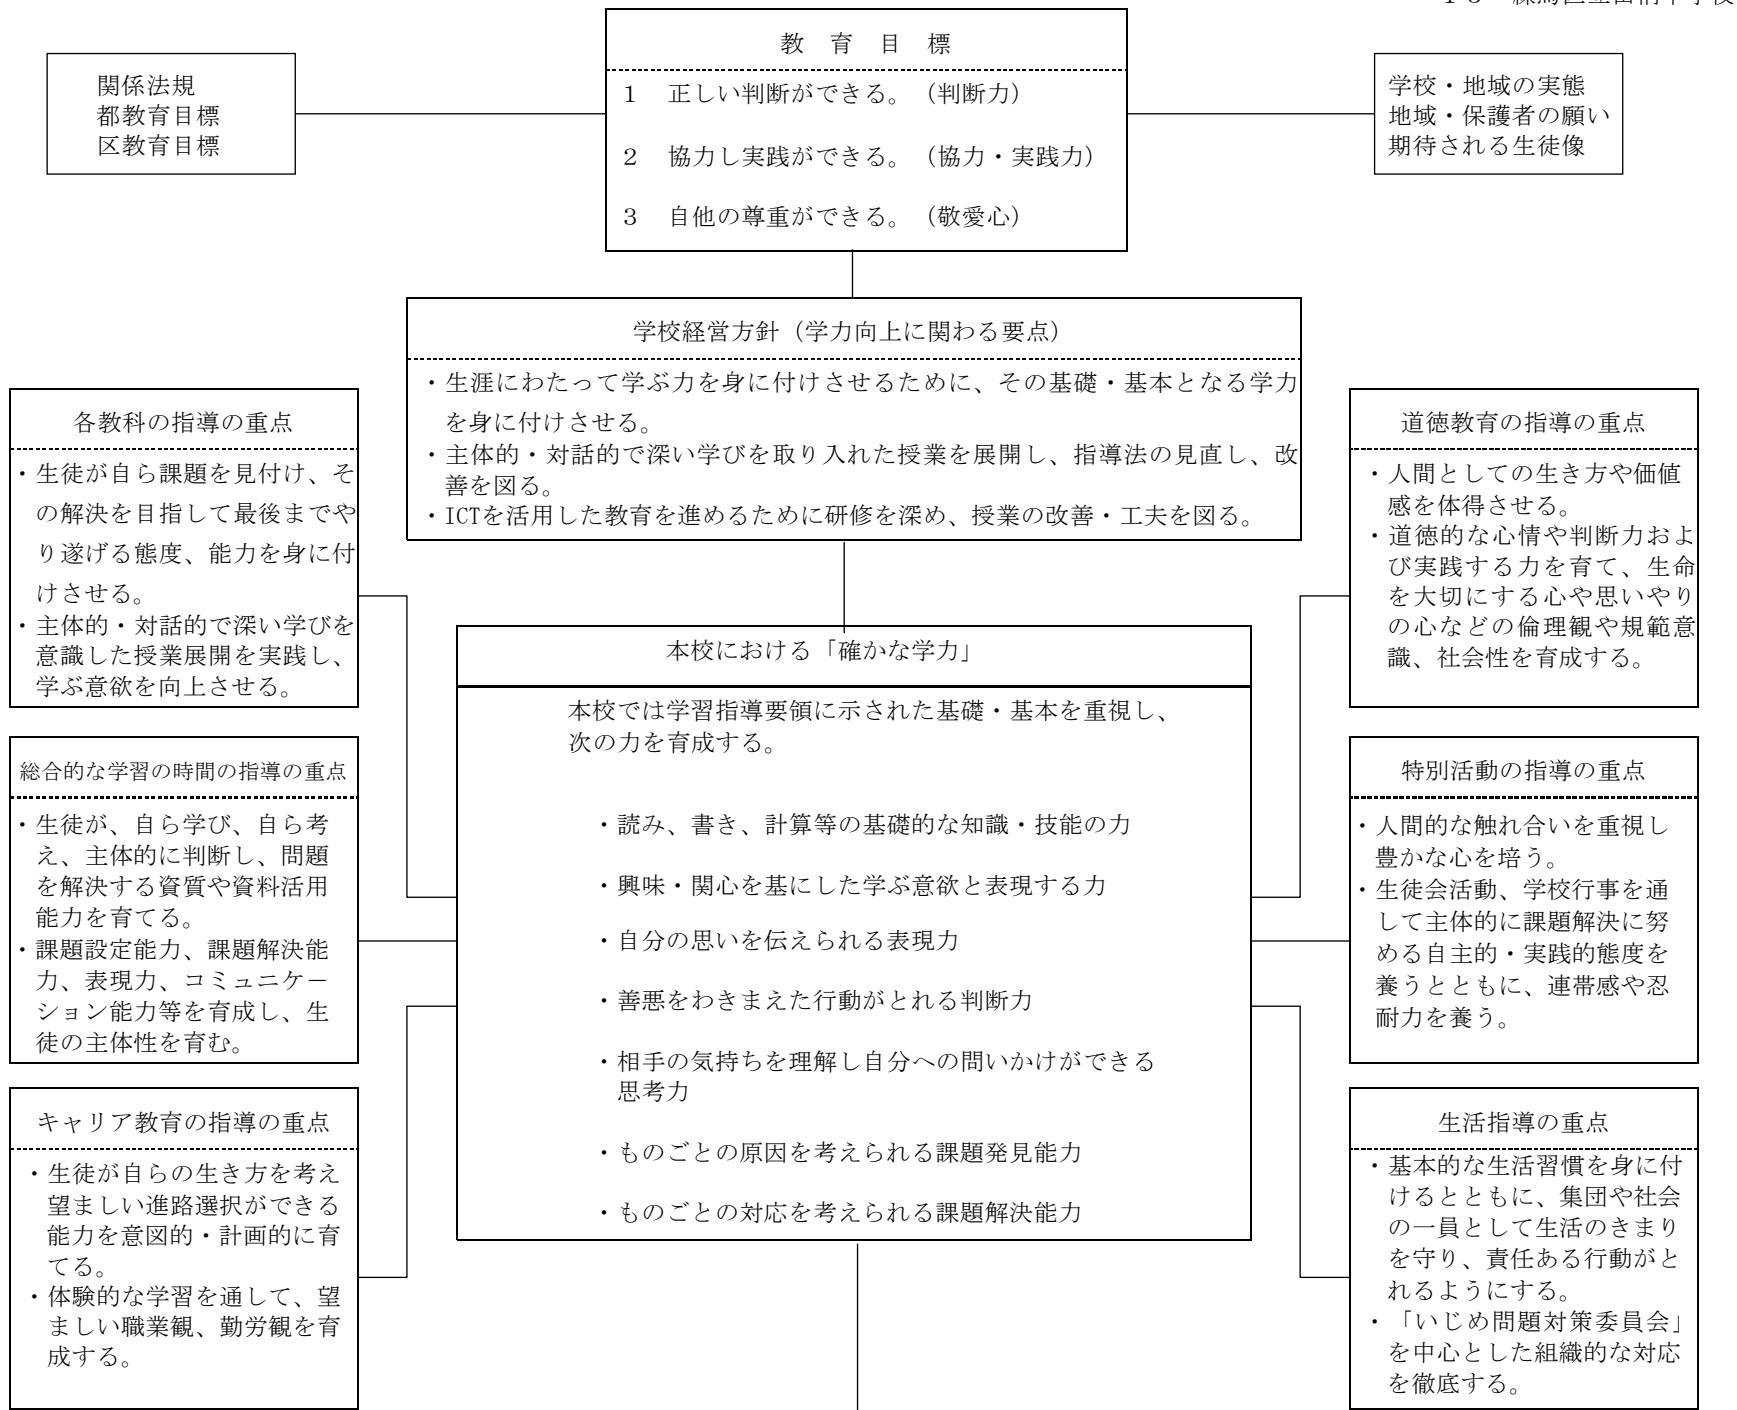 教　育　目　標
関係法規
都教育目標
区教育目標
1　正しい判断ができる。（判断力）
2　協力し実践ができる。（協力・実践力）
3　自他の尊重ができる。（敬愛心）
学校・地域の実態
地域・保護者の願い
期待される生徒像
学校経営方針（学力向上に関わる要点）
・生涯にわたって学ぶ力を身に付けさせるために、その基礎・基本となる学力
を身に付けさせる。
・主体的・対話的で深い学びを取り入れた授業を展開し、指導法の見直し、改
善を図る。
・ICTを活用した教育を進めるために研修を深め、授業の改善・工夫を図る。
各教科の指導の重点
・生徒が自ら課題を見付け、そ
の解決を目指して最後までや
り遂げる態度、能力を身に付
けさせる。
・主体的・対話的で深い学びを
意識した授業展開を実践し、
学ぶ意欲を向上させる。
道徳教育の指導の重点
・人間としての生き方や価値
感を体得させる。
・道徳的な心情や判断力およ
び実践する力を育て、生命
を大切にする心や思いやり
の心などの倫理観や規範意
識、社会性を育成する。
本校における「確かな学力」
本校では学習指導要領に示された基礎・基本を重視し、
次の力を育成する。
・読み、書き、計算等の基礎的な知識・技能の力
・興味・関心を基にした学ぶ意欲と表現する力
・自分の思いを伝えられる表現力
・善悪をわきまえた行動がとれる判断力
・相手の気持ちを理解し自分への問いかけができる
思考力
・ものごとの原因を考えられる課題発見能力
・ものごとの対応を考えられる課題解決能力
総合的な学習の時間の指導の重点
・生徒が、自ら学び、自ら考
え、主体的に判断し、問題
を解決する資質や資料活用
能力を育てる。
・課題設定能力、課題解決能
力、表現力、コミュニケー
ション能力等を育成し、生
徒の主体性を育む。
特別活動の指導の重点
・人間的な触れ合いを重視し
豊かな心を培う。
・生徒会活動、学校行事を通
して主体的に課題解決に努
める自主的・実践的態度を
養うとともに、連帯感や忍
耐力を養う。
キャリア教育の指導の重点
・生徒が自らの生き方を考え
望ましい進路選択ができる
能力を意図的・計画的に育
てる。
・体験的な学習を通して、望
ましい職業観、勤労観を育
成する。
生活指導の重点
・基本的な生活習慣を身に付
けるとともに、集団や社会
の一員として生活のきまり
を守り、責任ある行動がと
れるようにする。
・「いじめ問題対策委員会」
を中心とした組織的な対応
を徹底する。